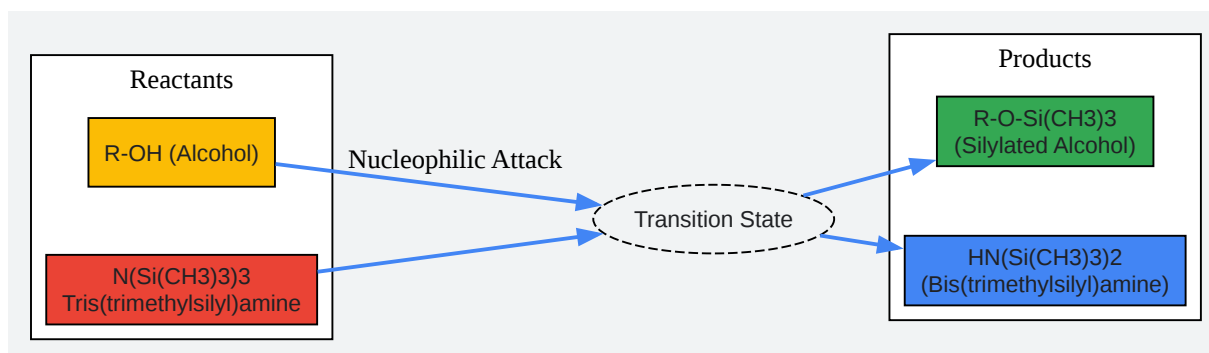 Reactants
R-OH (Alcohol)
N(Si(CH3)3)3
Tris(trimethylsilyl)amine
Nucleophilic Attack
Transition State
Products
R-O-Si(CH3)3
(Silylated Alcohol)
HN(Si(CH3)3)2
(Bis(trimethylsilyl)amine)